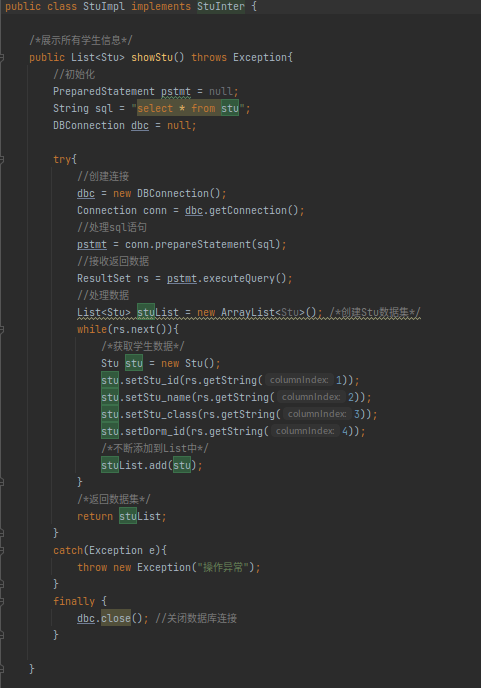 public class StuImpl implements StuInter {
/*展示所有学生信息*/
public List<Stu> showStu() throws Exception{
//初始化
PreparedStatement pstmt = null;
String sql = "select * from stu";
DBConnection dbc = null;
try{
//创建连接
dbc = new DBConnection();
Connection conn = dbc.getConnection();
//处理sql语句
pstmt = conn.prepareStatement(sql);
//接收返回数据
ResultSet rs = pstmt.executeQuery();
//处理数据
List<Stu> stuList = new ArrayList<Stu>(); /*创建Stu数据集*/
while(rs.next()){
/*获取学生数据*/
Stu stu = new Stu();
stu.setStu_id(rs.getString( columnIndex: 1));
stu.setStu_name(rs.getString( columnIndex: 2));
stu.setStu_class(rs.getString( columnIndex: 3));
stu.setDorm_id(rs.getString( columnIndex: 4));
/*不断添加到List中*/
stuList.add(stu);
}
/*返回数据集*/
return stuList;
}
catch(Exception e){
throw new Exception("操作异常");
}
finally {
dbc.close(); //关闭数据库连接
}
}